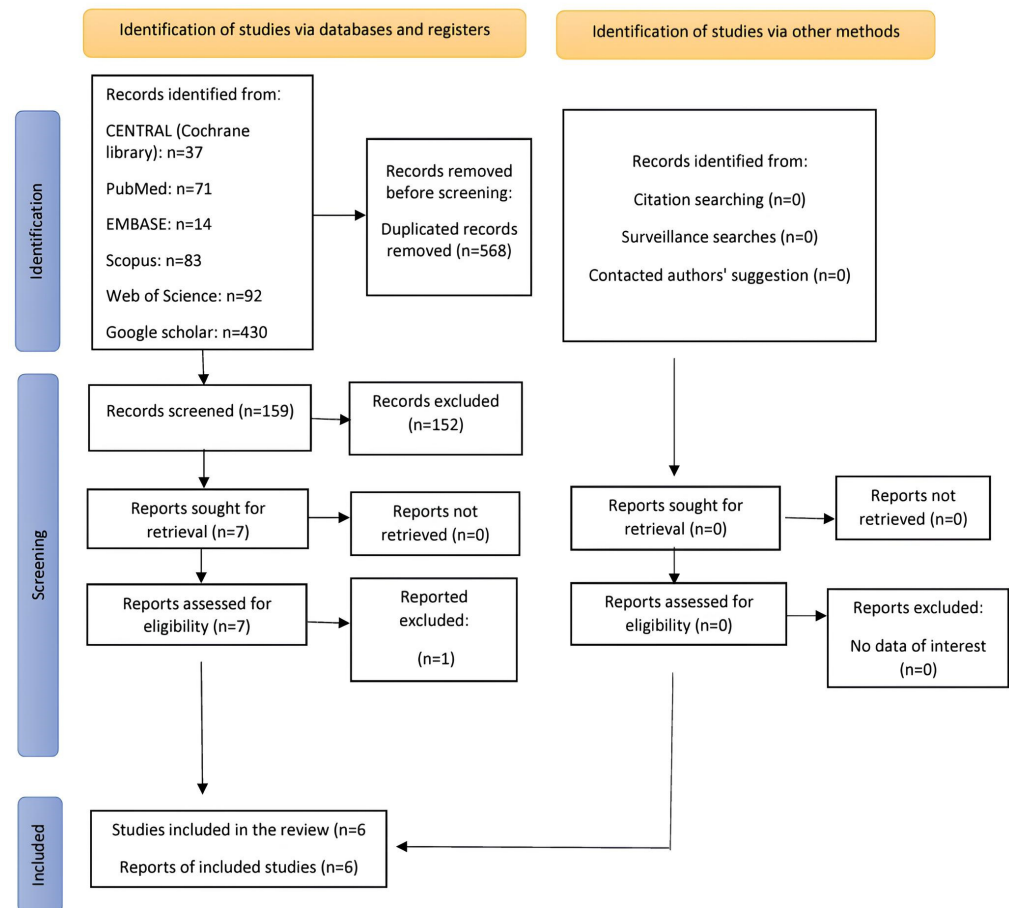 Identification of studies via databases and registers
Identification of studies via other methods
Identification
Records identified from:
CENTRAL (Cochrane
library): n=37
PubMed: n=71
EMBASE: n=14
Scopus: n=83
Web of Science: n=92
Google scholar: n=430
Records removed
before screening:
Duplicated records
removed (n=568)
Records identified from:
Citation searching (n=0)
Surveillance searches (n=0)
Contacted authors' suggestion (n=0)
Screening
Records screened (n=159)
Records excluded
(n=152)
Reports sought for
retrieval (n=7)
Reports not
retrieved (n=0)
Reports sought for
retrieval (n=0)
Reports not
retrieved (n=0)
Reports assessed for
eligibility (n=7)
Reported
excluded:
(n=1)
Reports assessed for
eligibility (n=0)
Reports excluded:
No data of interest
(n=0)
Included
Studies included in the review (n=6
Reports of included studies (n=6)